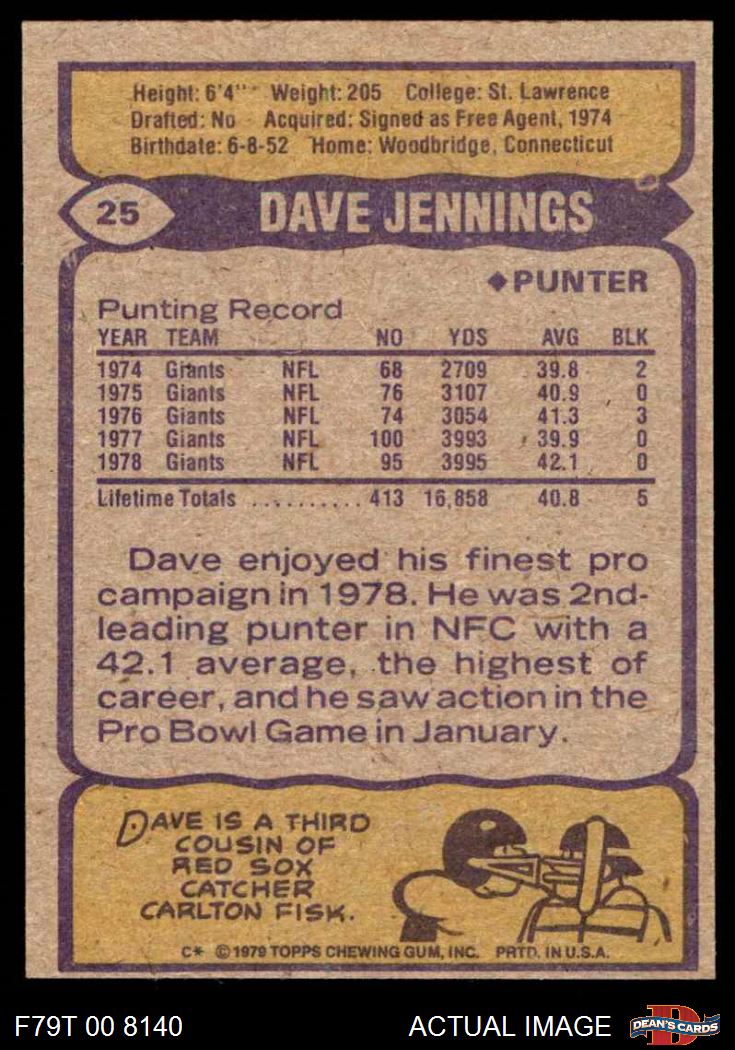 Height: 6'4" Weight: 205 College: St. Lawrence
Drafted: No Acquired: Signed as Free Agent, 1974
Birthdate: 6-8-52 Home: Woodbridge, Connecticut
25 DAVE JENNINGS
◆PUNTER
Punting Record
YEAR TEAM NO YDS AVG BLK
1974 Giants NFL 68 2709 39.8 2
1975 Giants NFL 76 3107 40.9 0
1976 Giants NFL 74 3054 41.3 3
1977 Giants NFL 100 3993 39.9 0
1978 Giants NFL 95 3995 42.1 0
Lifetime Totals .......... 413 16,858 40.8 5
Dave enjoyed his finest pro
campaign in 1978. He was 2nd-
leading punter in NFC with a
42.1 average, the highest of
career, and he saw action in the
Pro Bowl Game in January.
DAVE IS A THIRD
COUSIN OF
RED SOX
CATCHER
CARLTON FISK.
C* © 1979 TOPPS CHEWING GUM, INC. PRTD. IN U.S.A.
F79T 00 8140 ACTUAL IMAGE D DEAN'S CARDS